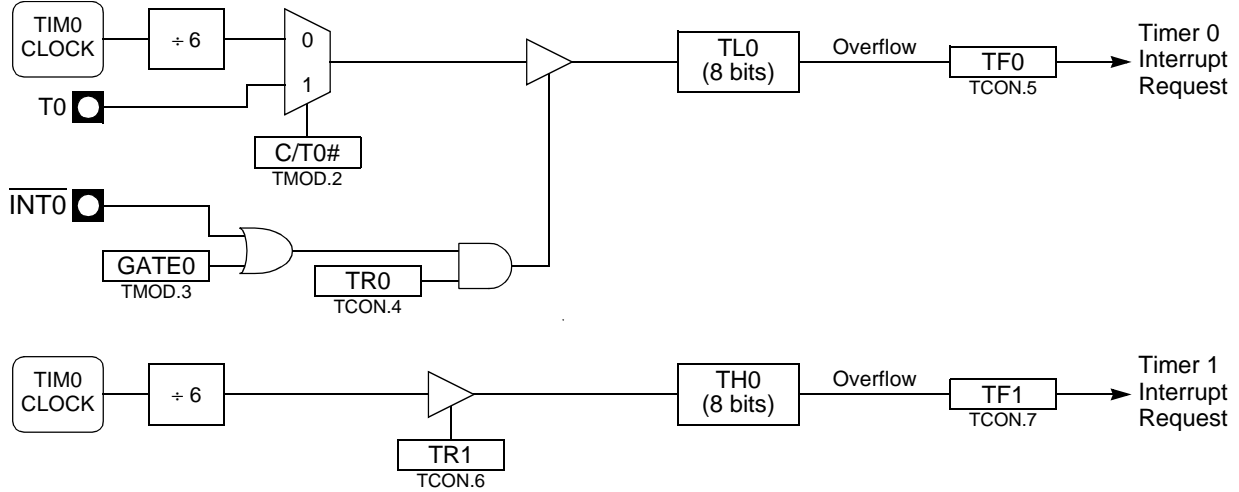 TIM0
CLOCK
÷ 6
0
1
T0
C/T0#
TMOD.2
TL0
(8 bits)
Overflow
TF0
TCON.5
Timer 0
Interrupt
Request
INT0
GATE0
TMOD.3
TR0
TCON.4
TIM0
CLOCK
÷ 6
TR1
TCON.6
TH0
(8 bits)
Overflow
TF1
TCON.7
Timer 1
Interrupt
Request